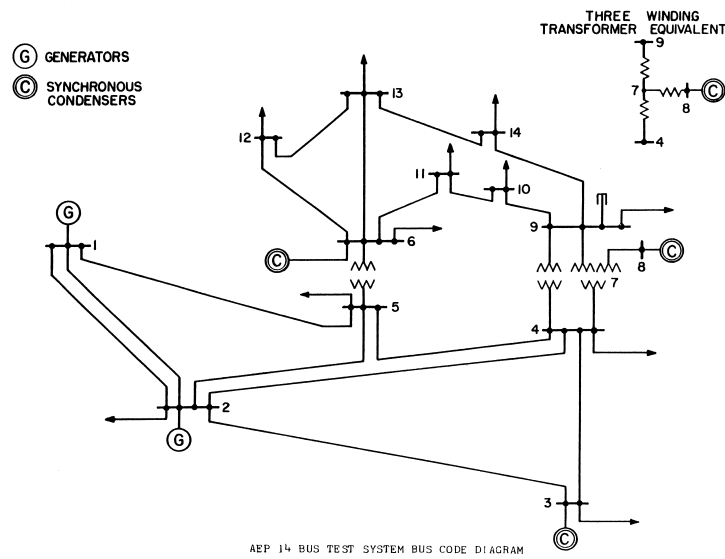 THREE WINDING
TRANSFORMER EQUIVALENT
9
7
C
8
4
G GENERATORS
C SYNCHRONOUS
CONDENSERS
13
12
14
11
10
G
1
6
9
C
8
C
7
5
4
2
G
3
C
AEP 14 BUS TEST SYSTEM BUS CODE DIAGRAM